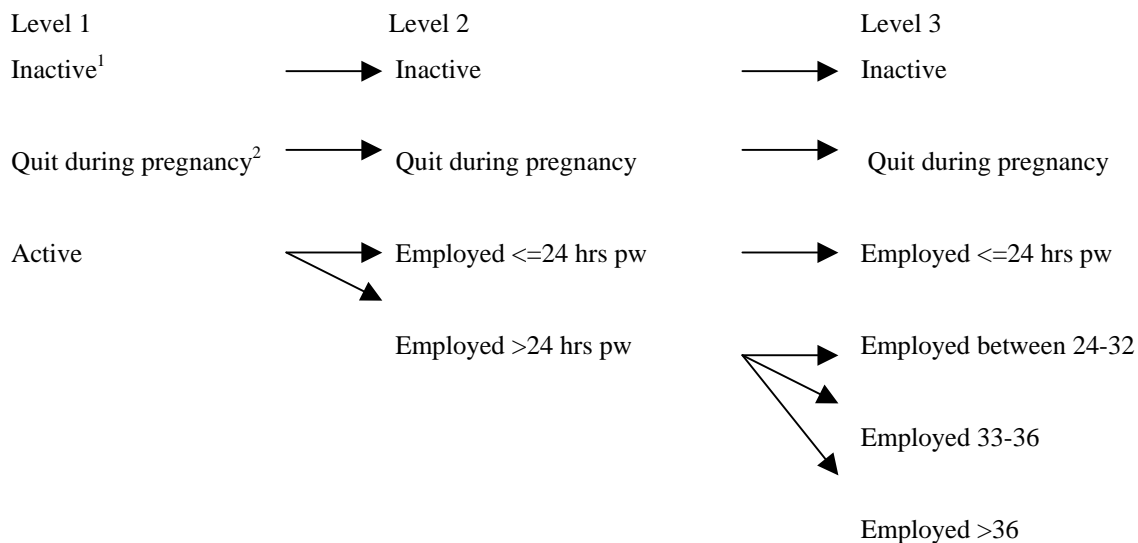 Level 1 Level 2 Level 3
Inactive1 Inactive Inactive
Quit during pregnancy2 Quit during pregnancy Quit during pregnancy
Active Employed <=24 hrs pw Employed <=24 hrs pw
Employed >24 hrs pw Employed between 24-32
Employed 33-36
Employed >36